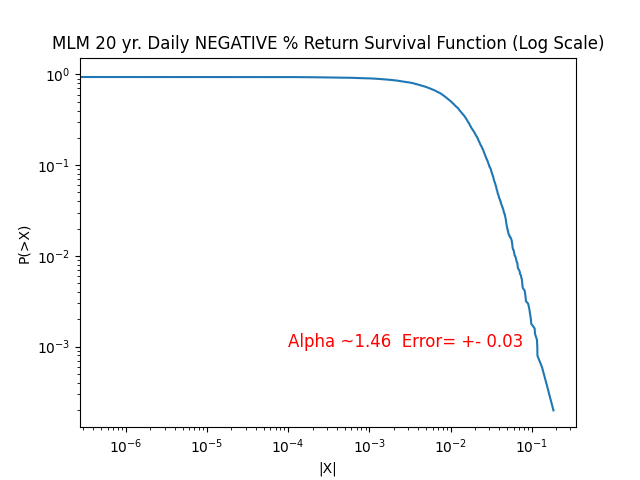 MLM 20 yr. Daily NEGATIVE % Return Survival Function (Log Scale)
10⁰
10⁻¹
10⁻²
10⁻³
P(>X)
Alpha ~1.46  Error= +- 0.03
10⁻⁶ 10⁻⁵ 10⁻⁴ 10⁻³ 10⁻² 10⁻¹
|X|